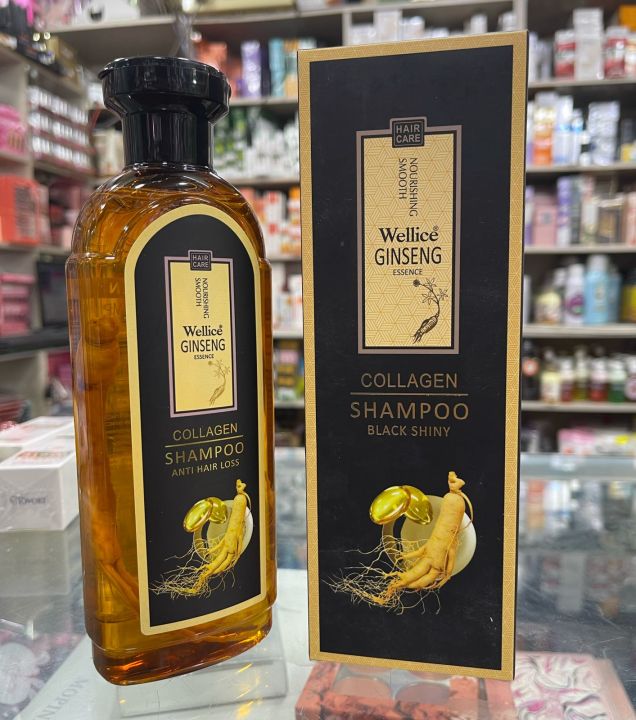 HAIR
CARE
NOURISHING
SMOOTH
Wellice®
GINSENG
ESSENCE
COLLAGEN
SHAMPOO
ANTI HAIR LOSS
HAIR
CARE
NOURISHING
SMOOTH
Wellice®
GINSENG
ESSENCE
COLLAGEN
SHAMPOO
BLACK SHINY